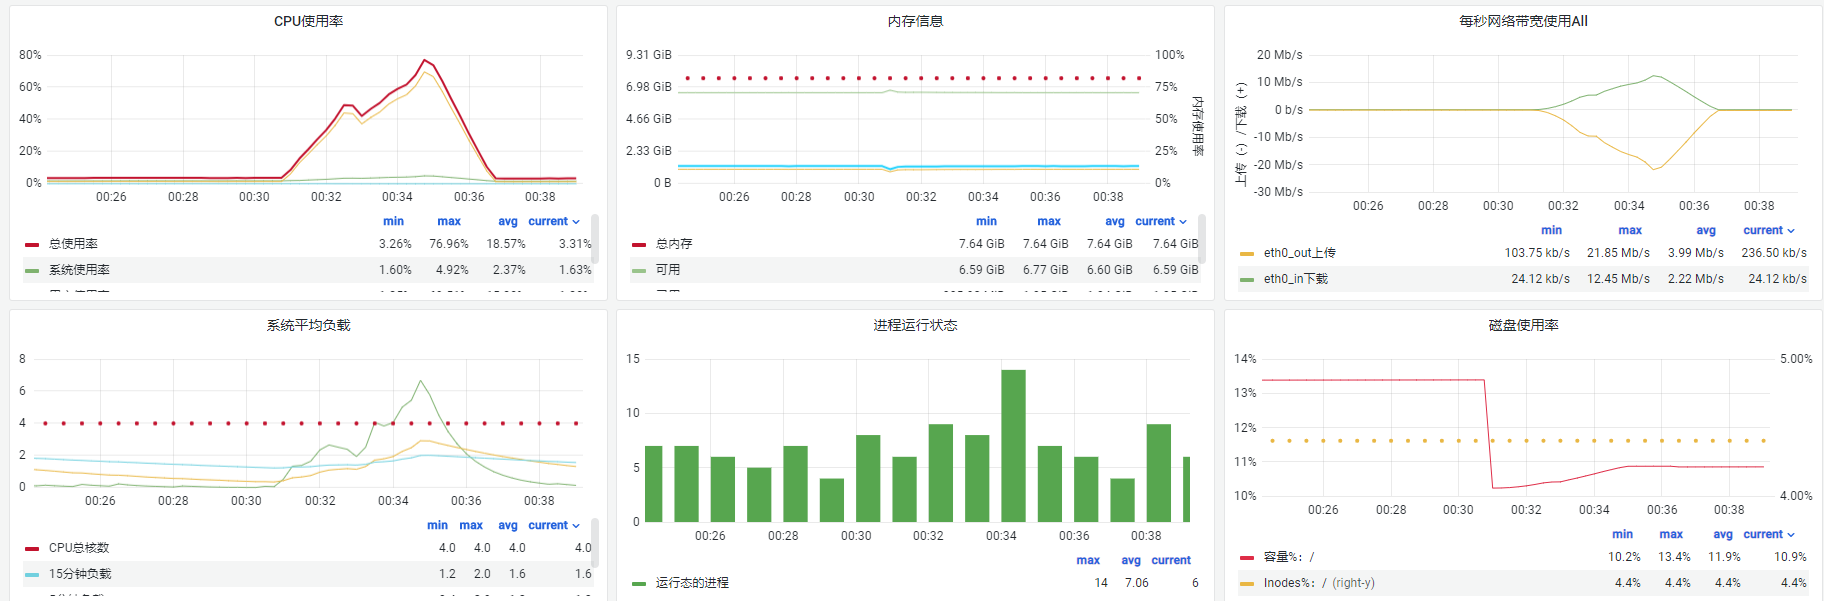 CPU使用率
80%
60%
40%
20%
0%
00:26 00:28 00:30 00:32 00:34 00:36 00:38
min max avg current
总使用率 3.26% 76.96% 18.57% 3.31%
系统使用率 1.60% 4.92% 2.37% 1.63%
内存信息
9.31 GiB 100%
6.98 GiB 75%
4.66 GiB 50%
2.33 GiB 25%
0 B 0%
内存使用率
00:26 00:28 00:30 00:32 00:34 00:36 00:38
min max avg current
总内存 7.64 GiB 7.64 GiB 7.64 GiB 7.64 GiB
可用 6.59 GiB 6.77 GiB 6.60 GiB 6.59 GiB
每秒网络带宽使用All
20 Mb/s
10 Mb/s
0 b/s
-10 Mb/s
-20 Mb/s
-30 Mb/s
上传 (-) /下载 (+)
00:26 00:28 00:30 00:32 00:34 00:36 00:38
min max avg current
eth0_out上传 103.75 kb/s 21.85 Mb/s 3.99 Mb/s 236.50 kb/s
eth0_in下载 24.12 kb/s 12.45 Mb/s 2.22 Mb/s 24.12 kb/s
系统平均负载
8
6
4
2
0
00:26 00:28 00:30 00:32 00:34 00:36 00:38
min max avg current
CPU总核数 4.0 4.0 4.0 4.0
15分钟负载 1.2 2.0 1.6 1.6
进程运行状态
15
10
5
0
00:26 00:28 00:30 00:32 00:34 00:36 00:38
max avg current
运行态的进程 14 7.06 6
磁盘使用率
14% 5.00%
13%
12%
11%
10% 4.00%
00:26 00:28 00:30 00:32 00:34 00:36 00:38
min max avg current
容量%: / 10.2% 13.4% 11.9% 10.9%
Inodes%: / (right-y) 4.4% 4.4% 4.4% 4.4%